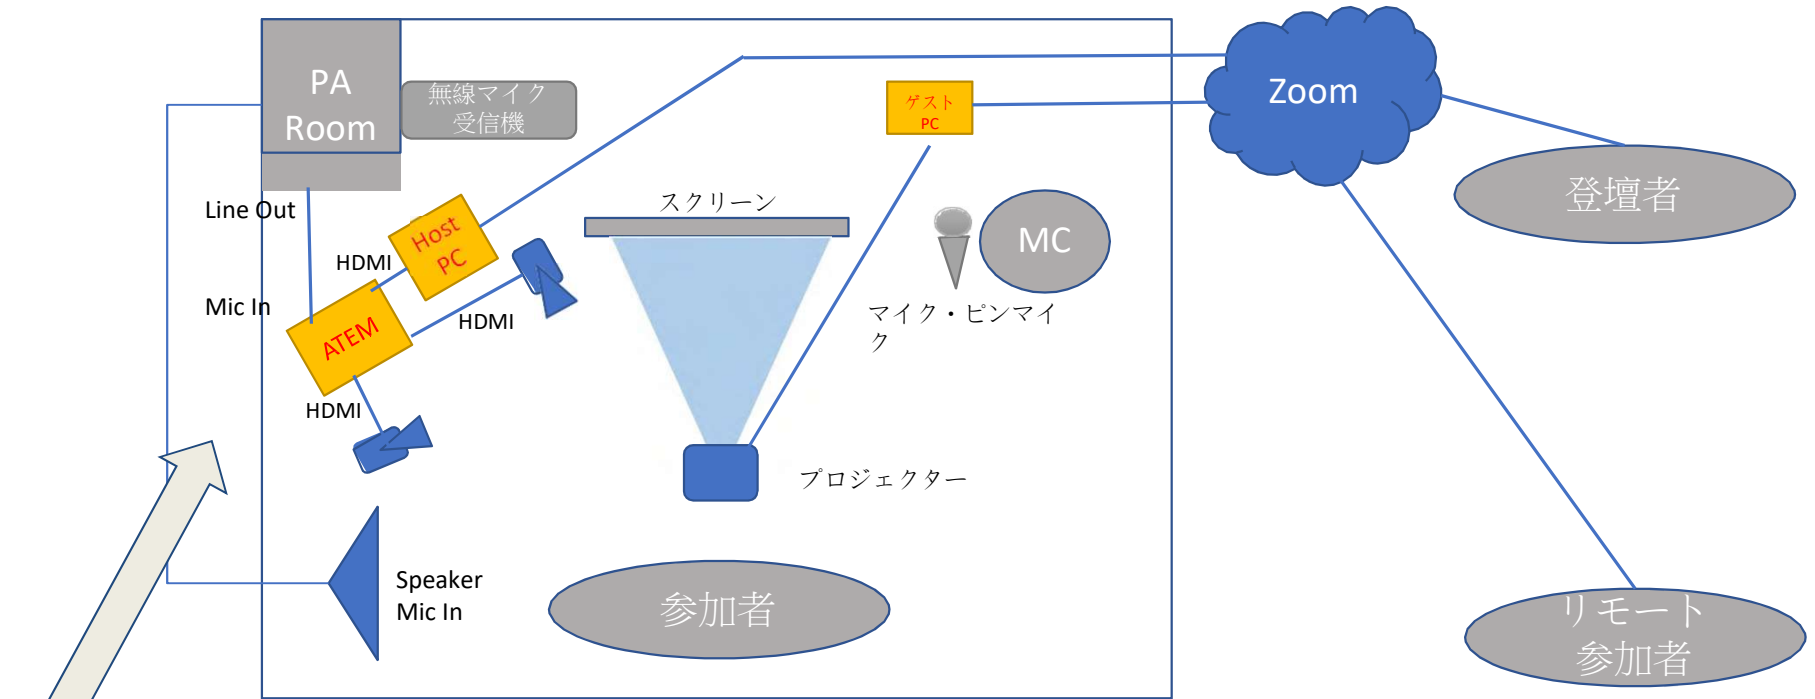 PA
Room
無線マイク
受信機
ゲスト
PC
Zoom
登壇者
Line Out
Host
PC
スクリーン
MC
HDMI
Mic In
ATEM
HDMI
マイク・ピンマイ
ク
HDMI
プロジェクター
Speaker
Mic In
参加者
リモート
参加者